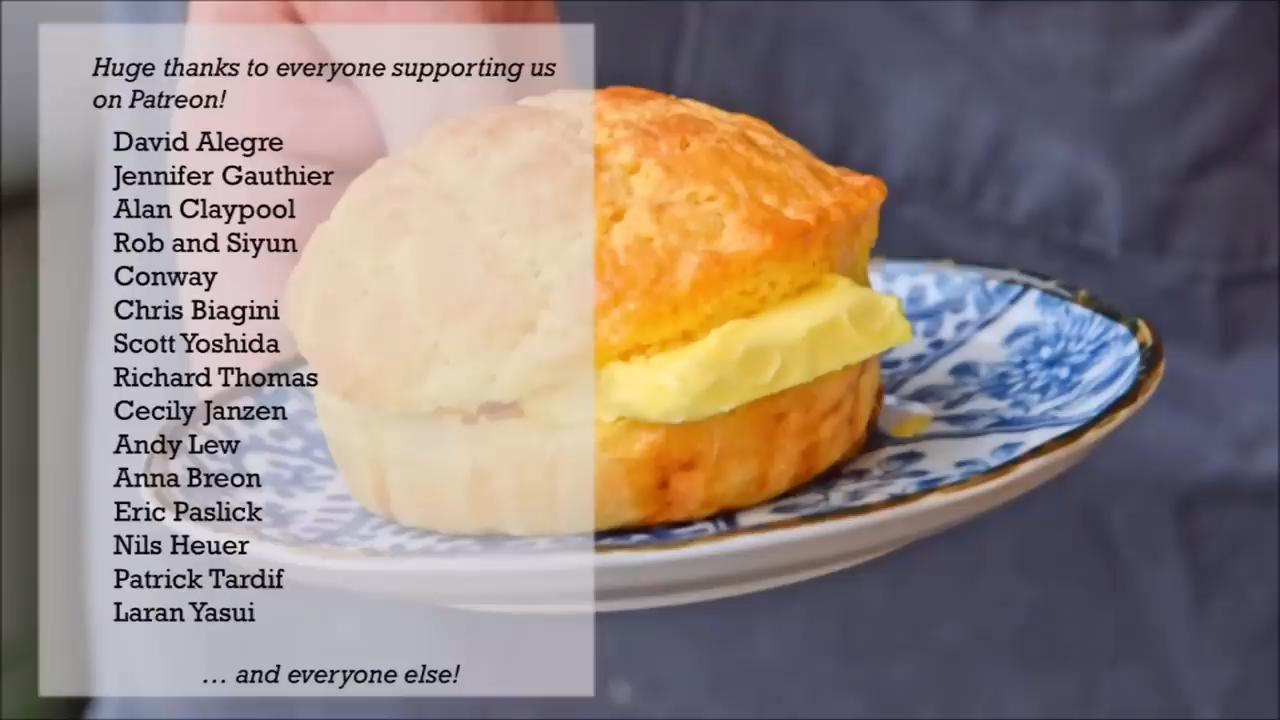 Huge thanks to everyone supporting us
on Patreon!
David Alegre
Jennifer Gauthier
Alan Claypool
Rob and Siyun
Conway
Chris Biagini
Scott Yoshida
Richard Thomas
Cecily Janzen
Andy Lew
Anna Breon
Eric Paslick
Nils Heuer
Patrick Tardif
Laran Yasui
… and everyone else!